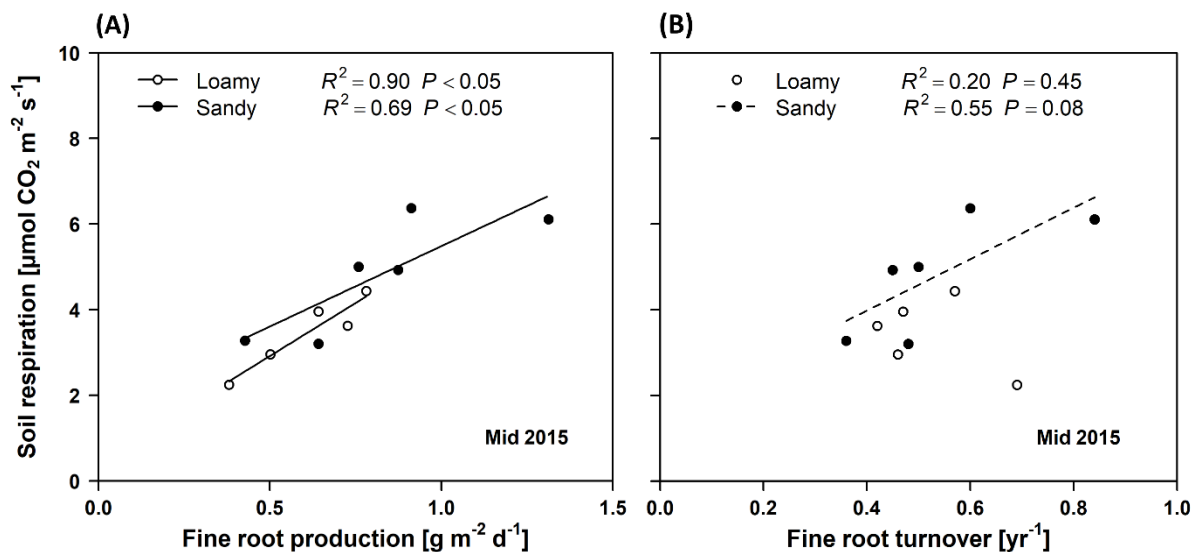 (A)
Loamy R² = 0.90 P < 0.05
Sandy R² = 0.69 P < 0.05
Mid 2015
Soil respiration [µmol CO₂ m⁻² s⁻¹]
10
8
6
4
2
0
0.0 0.5 1.0 1.5
Fine root production [g m⁻² d⁻¹]
(B)
Loamy R² = 0.20 P = 0.45
Sandy R² = 0.55 P = 0.08
Mid 2015
0.0 0.2 0.4 0.6 0.8 1.0
Fine root turnover [yr⁻¹]